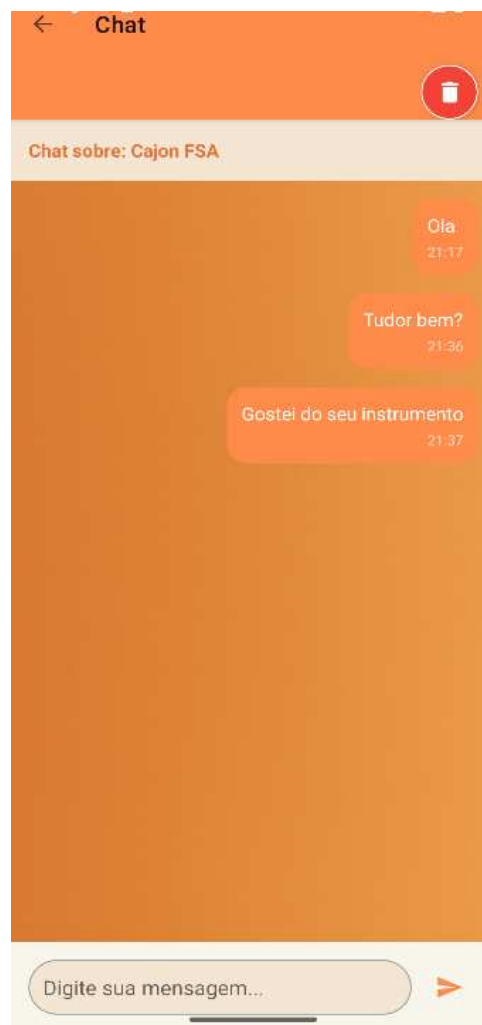 Chat
Chat sobre: Cajon FSA
Ola
21:17
Tudor bem?
21:36
Gostei do seu instrumento
21:37
Digite sua mensagem...